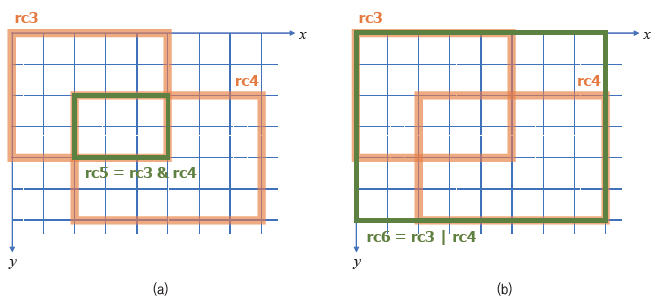 rc3
x
rc4
rc5 = rc3 & rc4
y
(a)
rc3
x
rc4
rc6 = rc3 | rc4
y
(b)